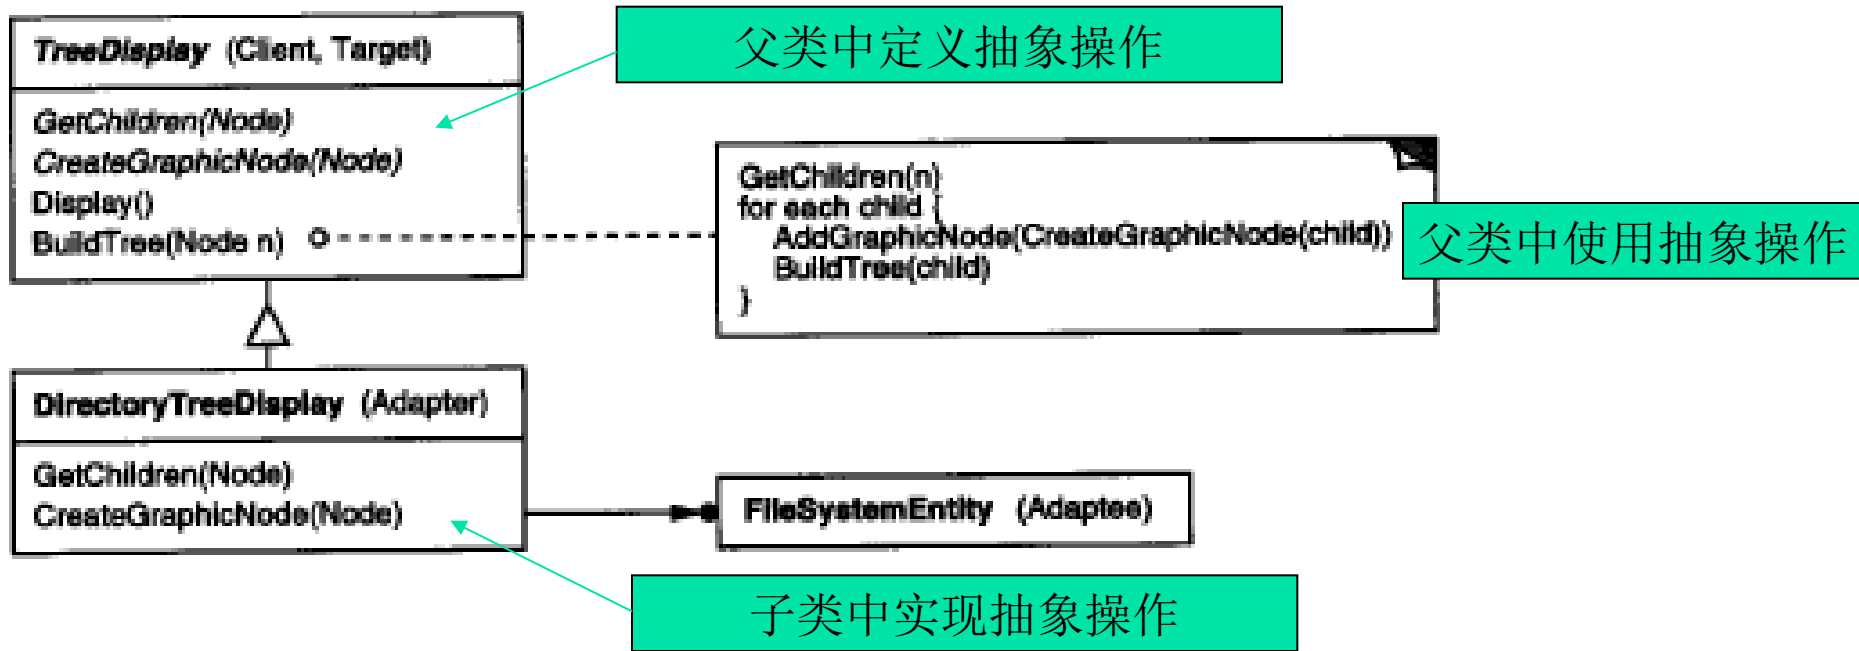 TreeDisplay (Client, Target)
父类中定义抽象操作
GetChildren(Node)
CreateGraphicNode(Node)
Display()
BuildTree(Node n)
GetChildren(n)
for each child {
AddGraphicNode(CreateGraphicNode(child))
BuildTree(child)
}
父类中使用抽象操作
DirectoryTreeDisplay (Adapter)
GetChildren(Node)
CreateGraphicNode(Node)
FileSystemEntity (Adaptee)
子类中实现抽象操作